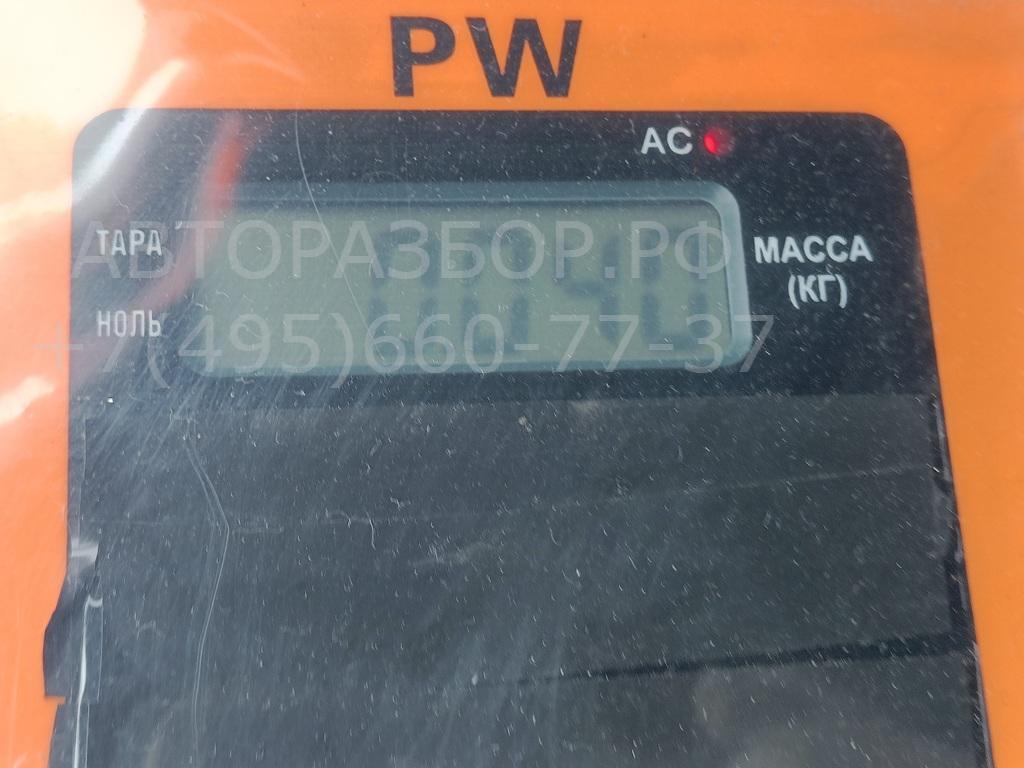 PW
AC
ТАРА
МАССА
(КГ)
НОЛЬ
АВТОРАЗБОР.РФ
+7(495)660-77-37